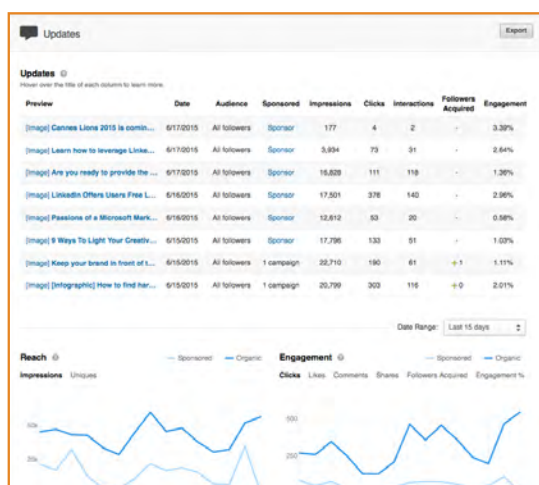 Updates
Export
Updates
Hover over the title of each column to learn more.
Preview Date Audience Sponsored Impressions Clicks Interactions Followers Acquired Engagement
[Image] Cannes Lions 2015 is comin... 6/17/2015 All followers Sponsor 177 4 2 - 3.39%
[Image] Learn how to leverage Linke... 6/17/2015 All followers Sponsor 3,934 73 31 - 2.64%
[Image] Are you ready to provide the ... 6/17/2015 All followers Sponsor 16,828 111 118 - 1.36%
[Image] LinkedIn Offers Users Free L... 6/16/2015 All followers Sponsor 17,501 376 140 - 2.96%
[Image] Passions of a Microsoft Mark... 6/16/2015 All followers Sponsor 12,612 53 20 - 0.58%
[Image] 9 Ways To Light Your Creativ... 6/15/2015 All followers Sponsor 17,796 133 51 - 1.03%
[Image] Keep your brand in front of t... 6/15/2015 All followers 1 campaign 22,710 190 61 +1 1.11%
[Image] [Infographic] How to find har... 6/15/2015 All followers 1 campaign 20,799 303 116 +0 2.01%
Date Range: Last 15 days
Reach Sponsored Organic Engagement Sponsored Organic
Impressions Uniques Clicks Likes Comments Shares Followers Acquired Engagement %
500
250